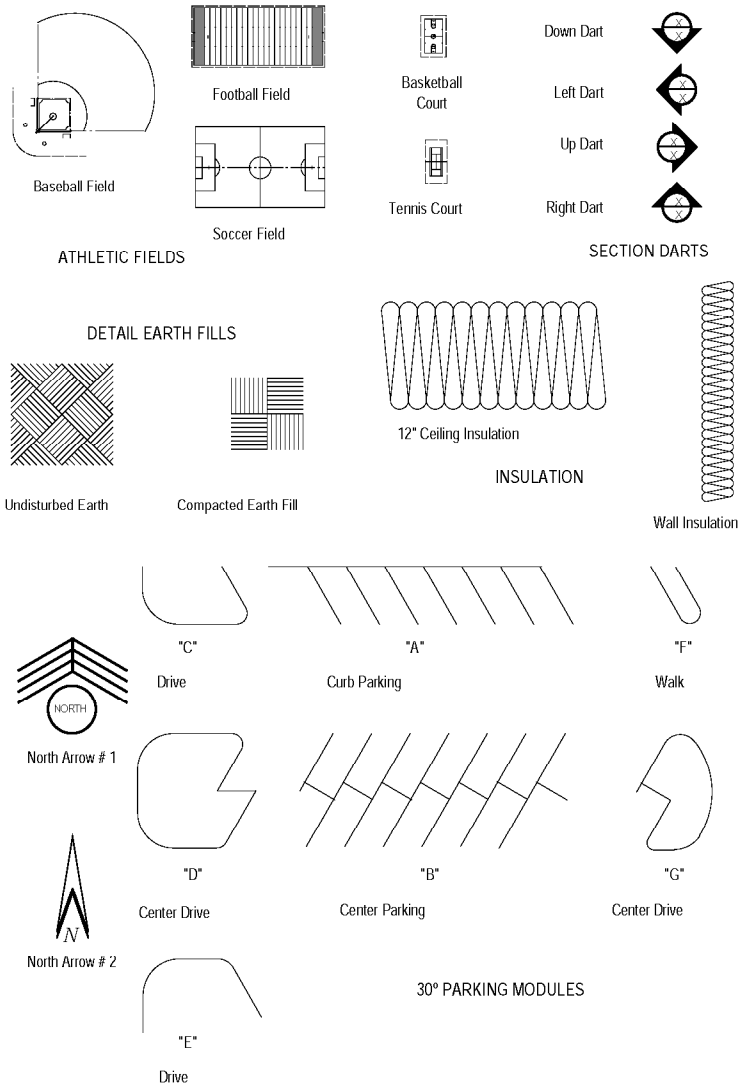 Down Dart
X
X
Football Field
Basketball
Court
Left Dart
X
X
Up Dart
X
X
Baseball Field
Tennis Court
Right Dart
X
X
Soccer Field
ATHLETIC FIELDS
SECTION DARTS
DETAIL EARTH FILLS
12" Ceiling Insulation
INSULATION
Undisturbed Earth
Compacted Earth Fill
Wall Insulation
"C"
"A"
"F"
Drive
Curb Parking
Walk
NORTH
North Arrow # 1
"D"
"B"
"G"
Center Drive
Center Parking
Center Drive
N
North Arrow # 2
30º PARKING MODULES
"E"
Drive